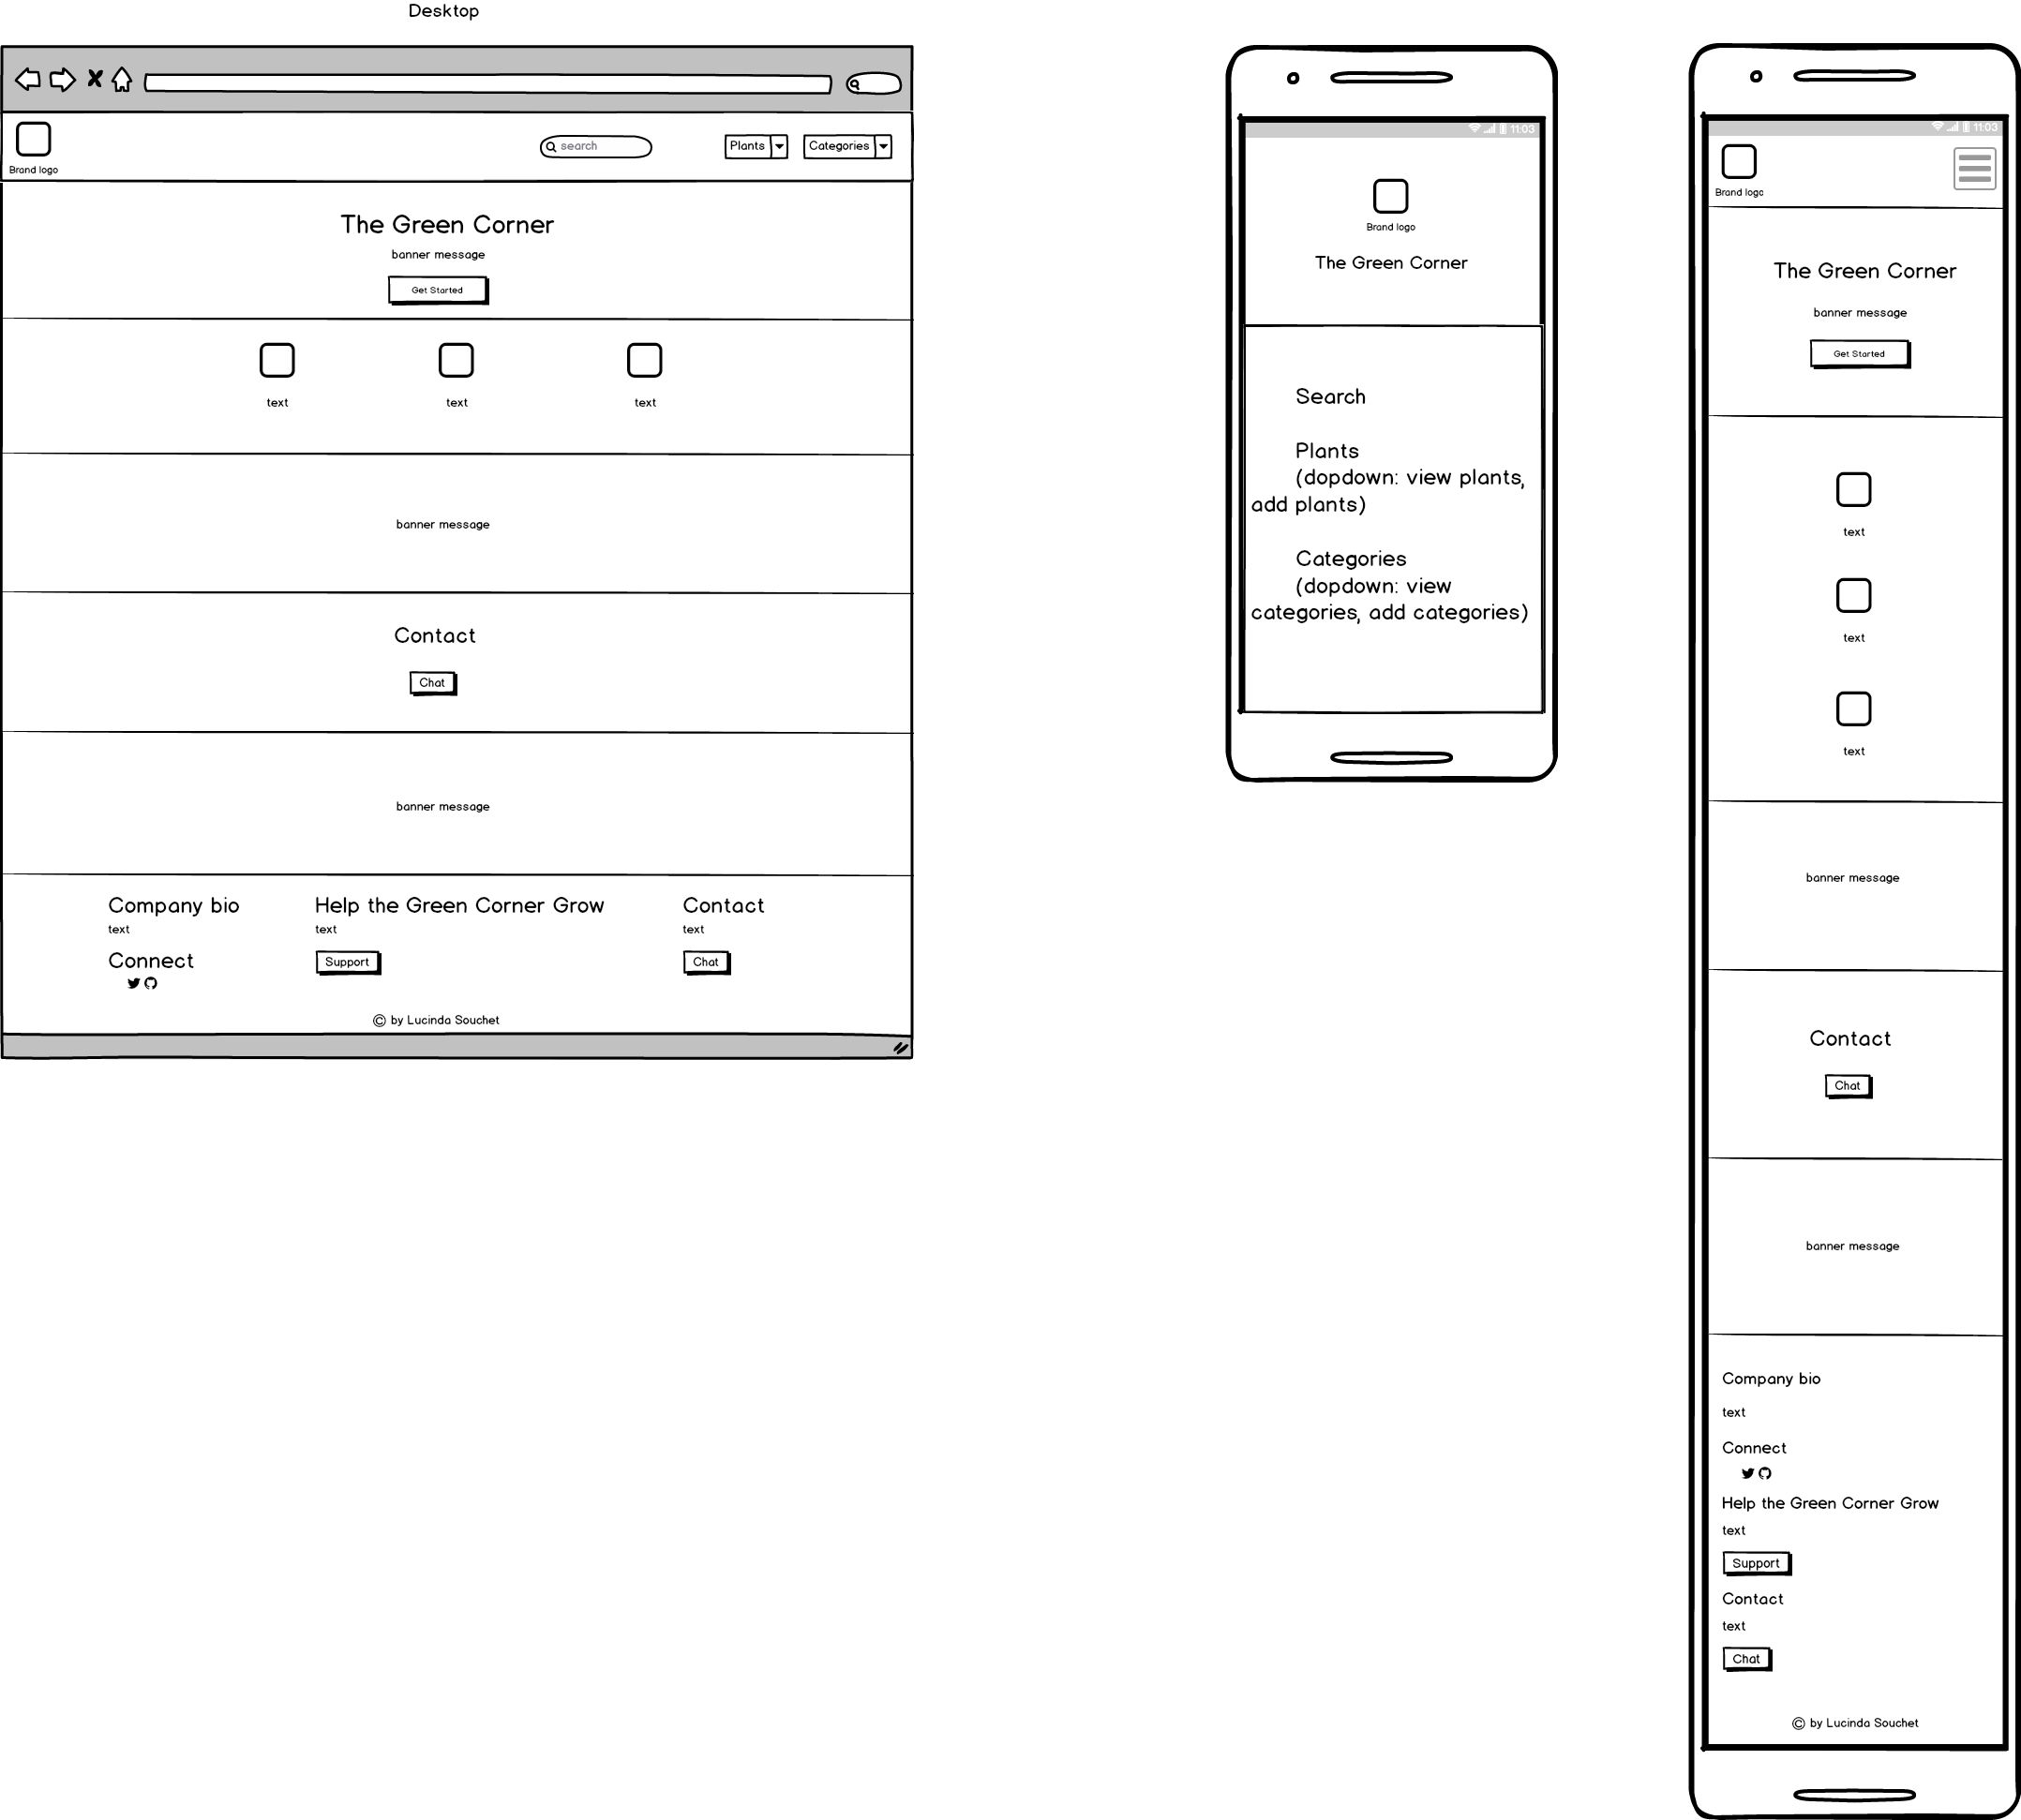 Desktop
Brand logo
search
Plants
Categories
The Green Corner
banner message
Get Started
text
text
text
banner message
Contact
Chat
banner message
Company bio
text
Connect
Help the Green Corner Grow
text
Support
Contact
text
Chat
© by Lucinda Souchet
11:03
Brand logo
The Green Corner
Search
Plants
(dopdown: view plants,
add plants)
Categories
(dopdown: view
categories, add categories)
11:03
Brand logo
The Green Corner
banner message
Get Started
text
text
text
banner message
Contact
Chat
banner message
Company bio
text
Connect
Help the Green Corner Grow
text
Support
Contact
text
Chat
© by Lucinda Souchet